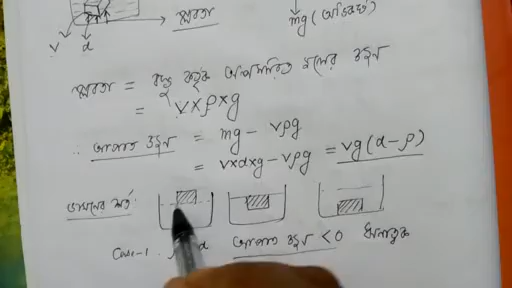 প্লবতা
mg (অভিকর্ষ)
V d
প্লবতা = বস্তু কর্তৃক অপসারিত জলের ওজন
= V×ρ×g
∴ আপাত ওজন = mg - vρg
= v×d×g - vρg = vg(d-ρ)
ভাসনের শর্ত:
Case-1. আপাত ওজন < 0